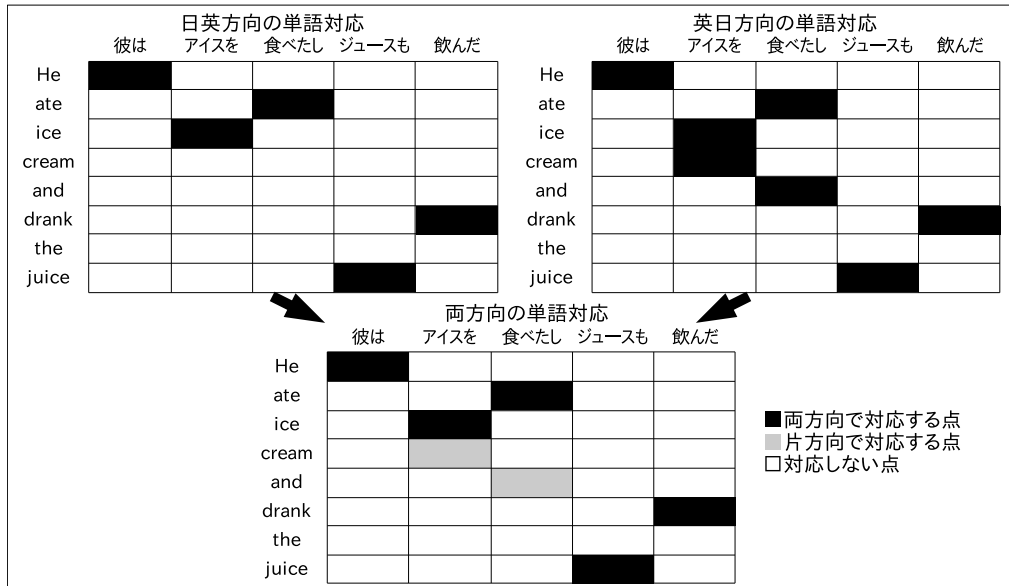 日英方向の単語対応
彼は アイスを 食べたし ジュースも 飲んだ
He
ate
ice
cream
and
drank
the
juice
英日方向の単語対応
彼は アイスを 食べたし ジュースも 飲んだ
He
ate
ice
cream
and
drank
the
juice
両方向の単語対応
彼は アイスを 食べたし ジュースも 飲んだ
He
ate
ice
cream
and
drank
the
juice
両方向で対応する点
片方向で対応する点
対応しない点